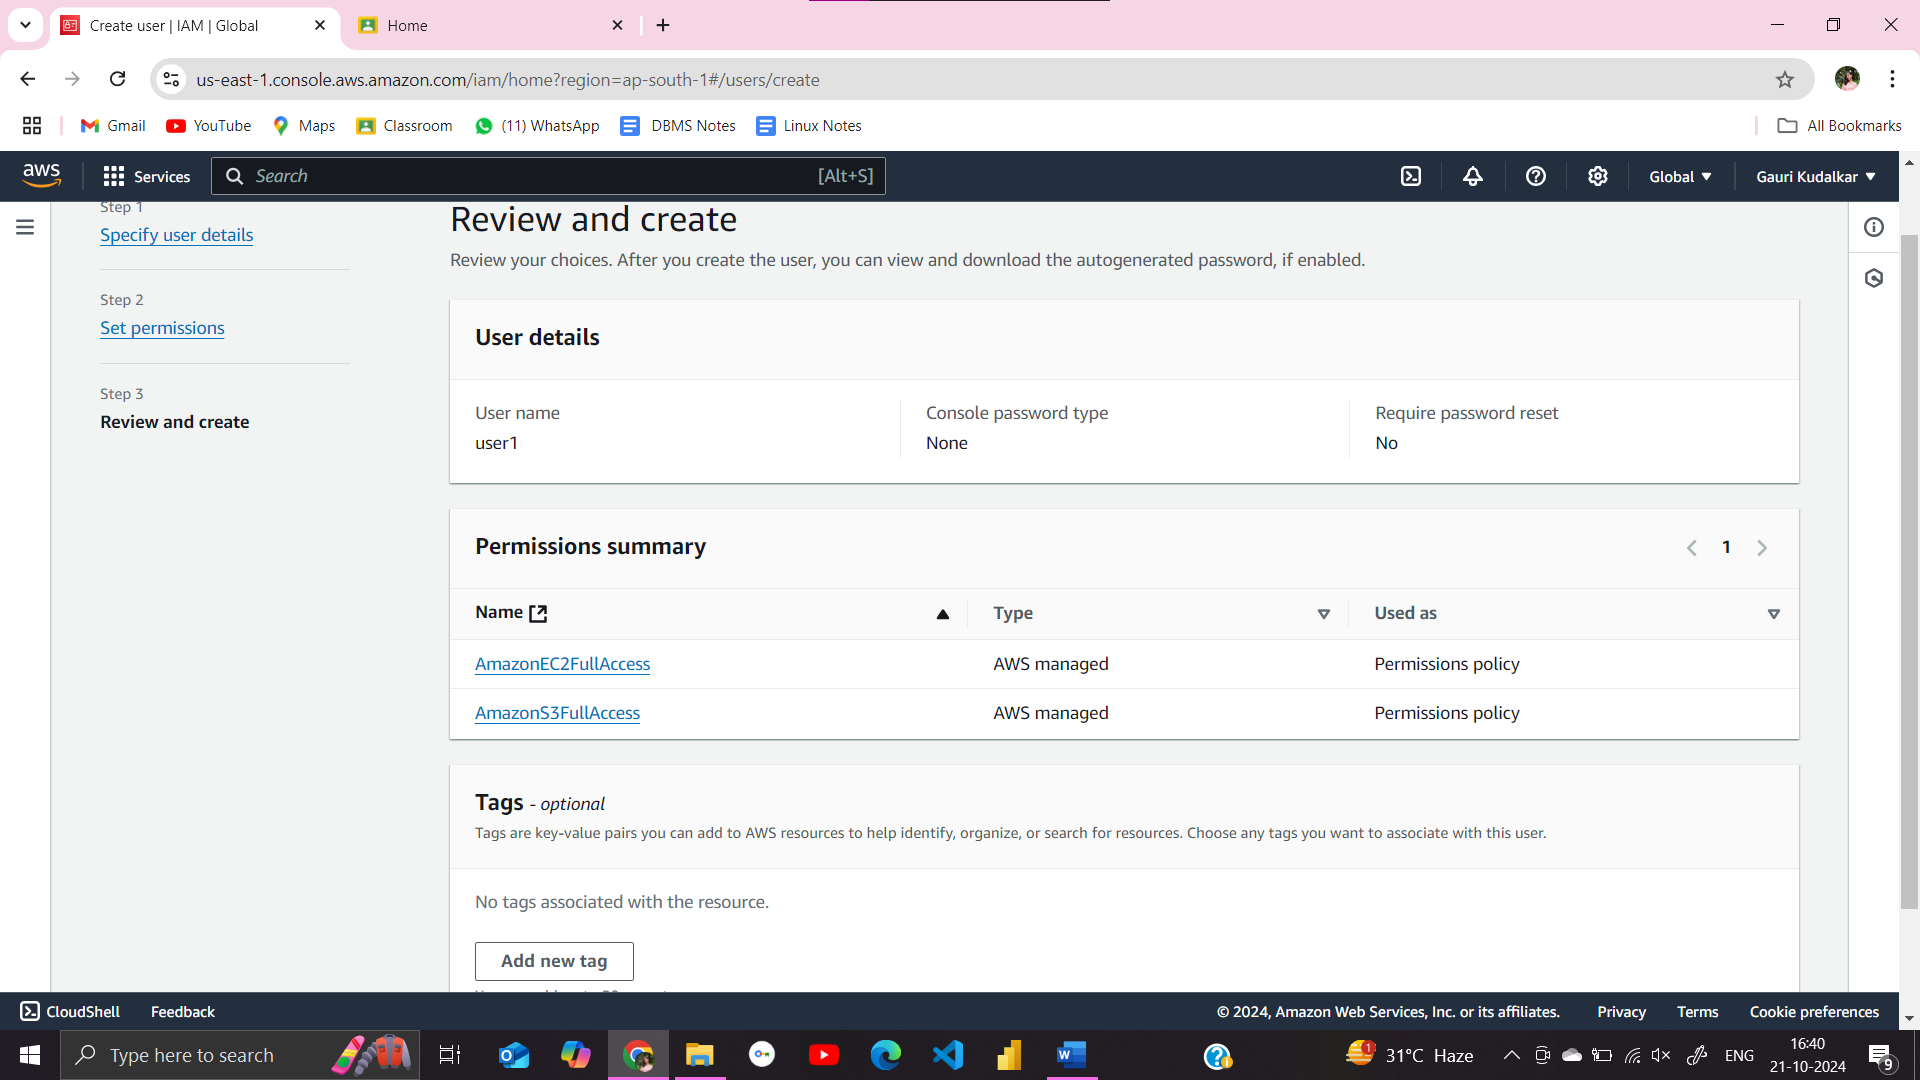 Create user | IAM | Global
Home
us-east-1.console.aws.amazon.com/iam/home?region=ap-south-1#/users/create
Gmail
YouTube
Maps
Classroom
(11) WhatsApp
DBMS Notes
Linux Notes
All Bookmarks
aws
Services
Search
[Alt+S]
Global
Gauri Kudalkar
Step 1
Specify user details
Step 2
Set permissions
Step 3
Review and create
Review and create
Review your choices. After you create the user, you can view and download the autogenerated password, if enabled.
User details
User name
user1
Console password type
None
Require password reset
No
Permissions summary
1
Name
Type
Used as
AmazonEC2FullAccess
AWS managed
Permissions policy
AmazonS3FullAccess
AWS managed
Permissions policy
Tags - optional
Tags are key-value pairs you can add to AWS resources to help identify, organize, or search for resources. Choose any tags you want to associate with this user.
No tags associated with the resource.
Add new tag
CloudShell
Feedback
© 2024, Amazon Web Services, Inc. or its affiliates.
Privacy
Terms
Cookie preferences
Type here to search
1
31°C Haze
ENG
16:40
21-10-2024
9